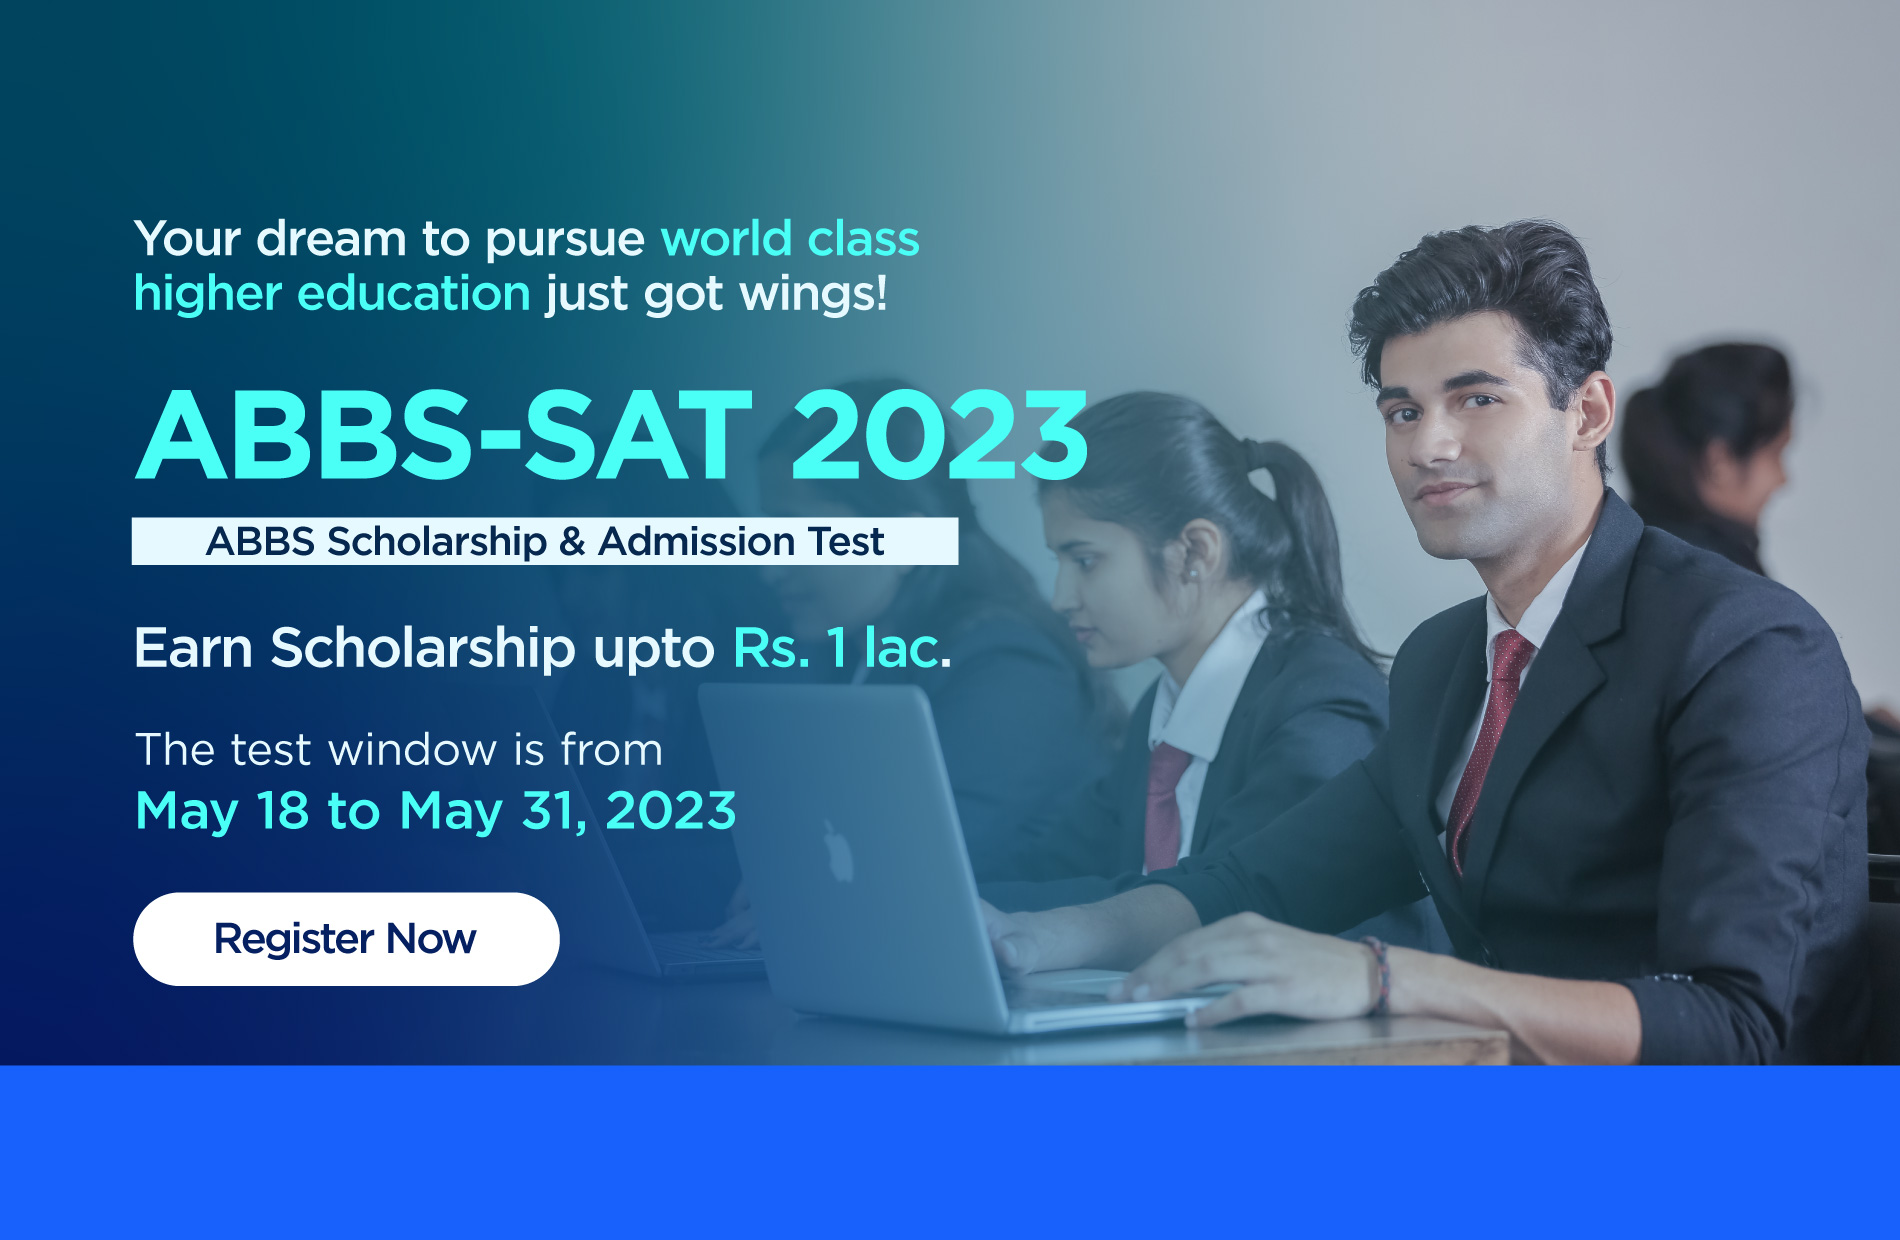 Your dream to pursue world class
higher education just got wings!
ABBS-SAT 2023
ABBS Scholarship & Admission Test
Earn Scholarship upto Rs. 1 lac.
The test window is from
May 18 to May 31, 2023
Register Now